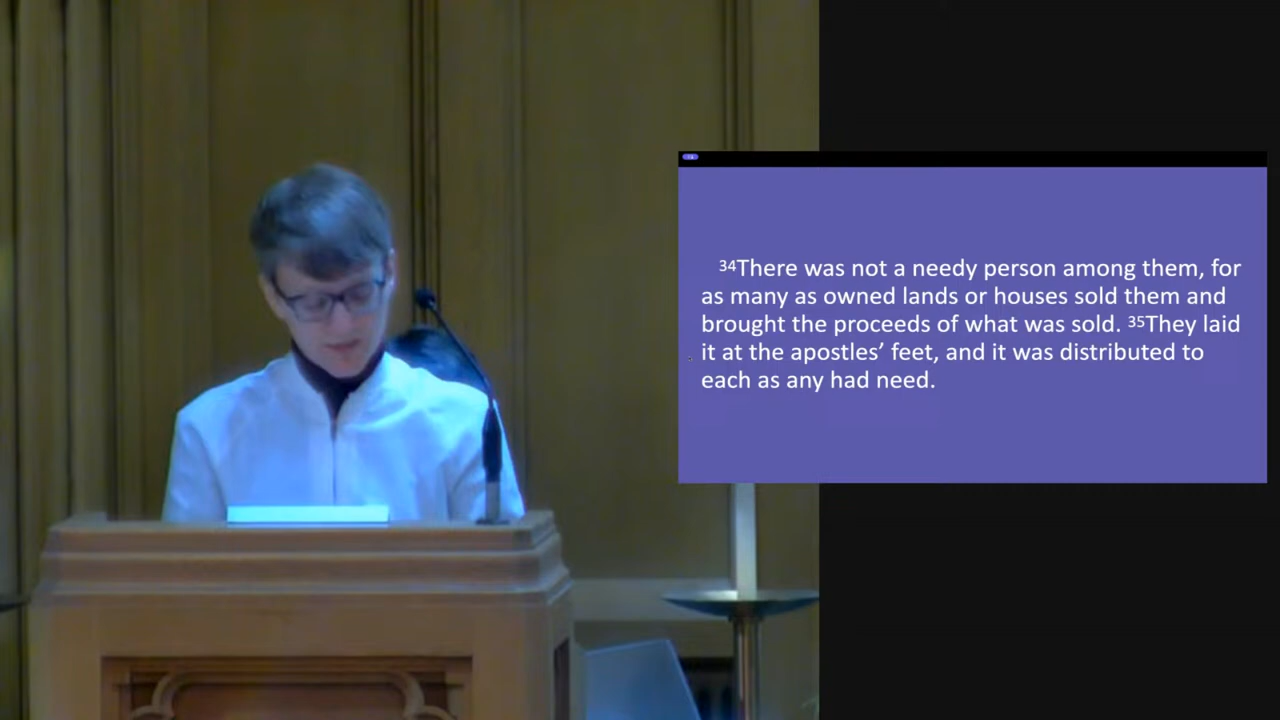 ³⁴There was not a needy person among them, for
as many as owned lands or houses sold them and
brought the proceeds of what was sold. ³⁵They laid
it at the apostles’ feet, and it was distributed to
each as any had need.